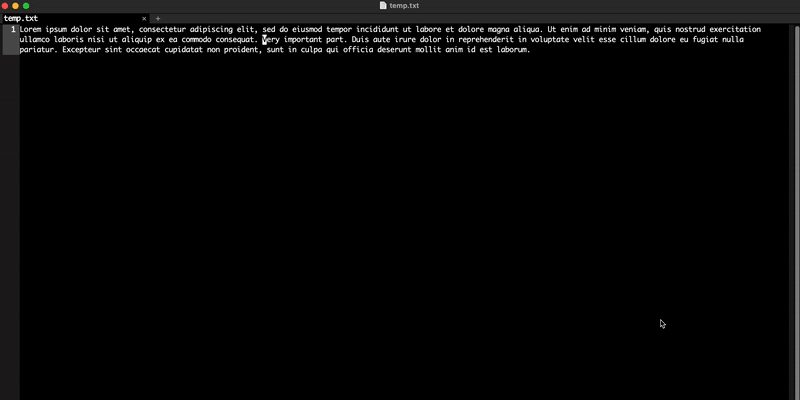 temp.txt
temp.txt × +
1 Lorem ipsum dolor sit amet, consectetur adipiscing elit, sed do eiusmod tempor incididunt ut labore et dolore magna aliqua. Ut enim ad minim veniam, quis nostrud exercitation
ullamco laboris nisi ut aliquip ex ea commodo consequat. Very important part. Duis aute irure dolor in reprehenderit in voluptate velit esse cillum dolore eu fugiat nulla
pariatur. Excepteur sint occaecat cupidatat non proident, sunt in culpa qui officia deserunt mollit anim id est laborum.